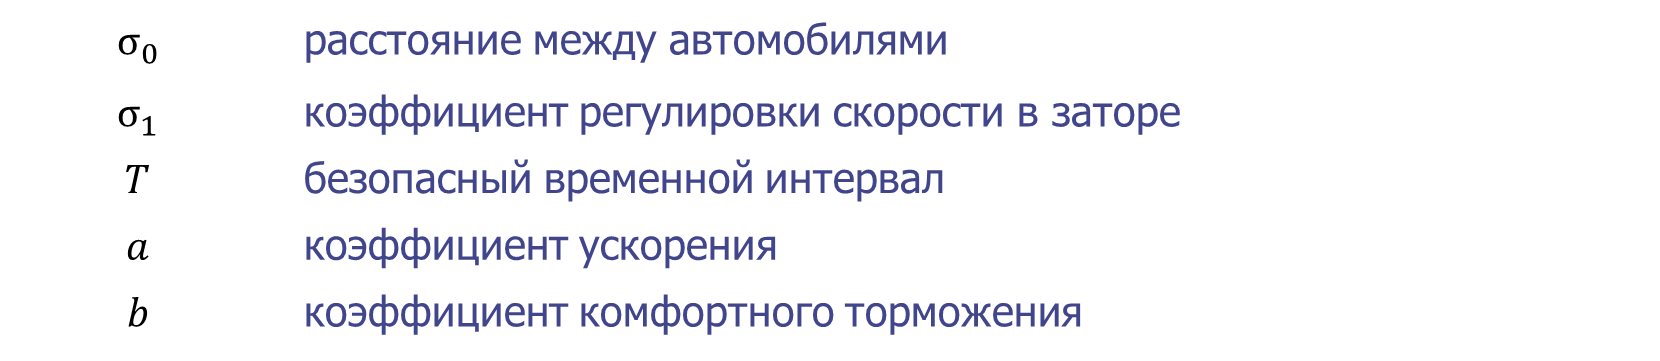 σ₀ расстояние между автомобилями
σ₁ коэффициент регулировки скорости в заторе
T безопасный временной интервал
a коэффициент ускорения
b коэффициент комфортного торможения